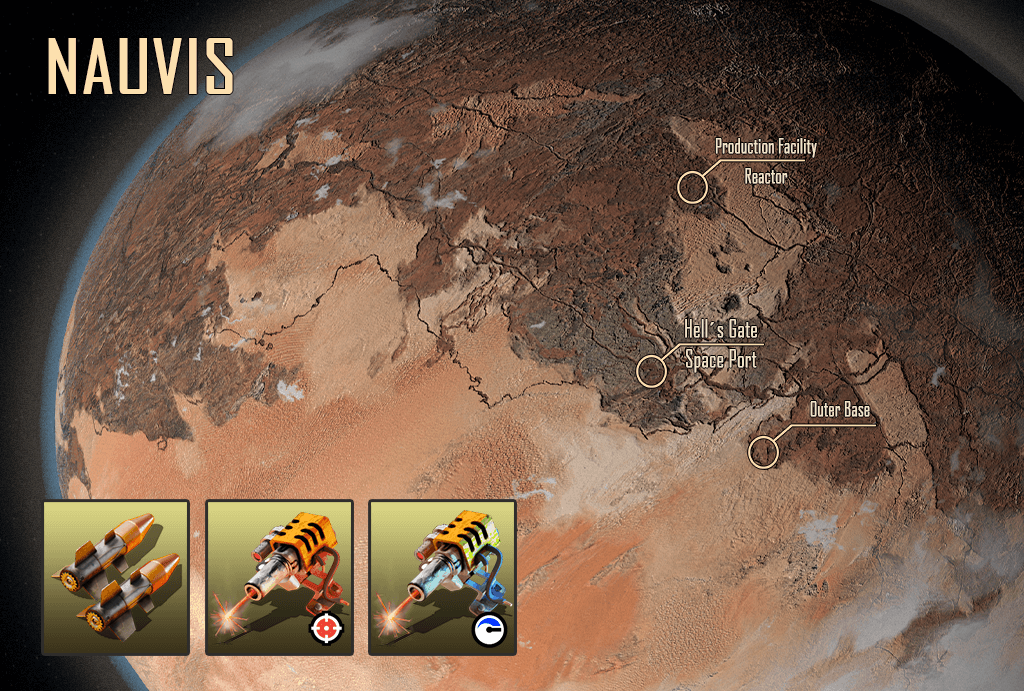 NAUVIS
Production Facility
Reactor
Hell´s Gate
Space Port
Outer Base